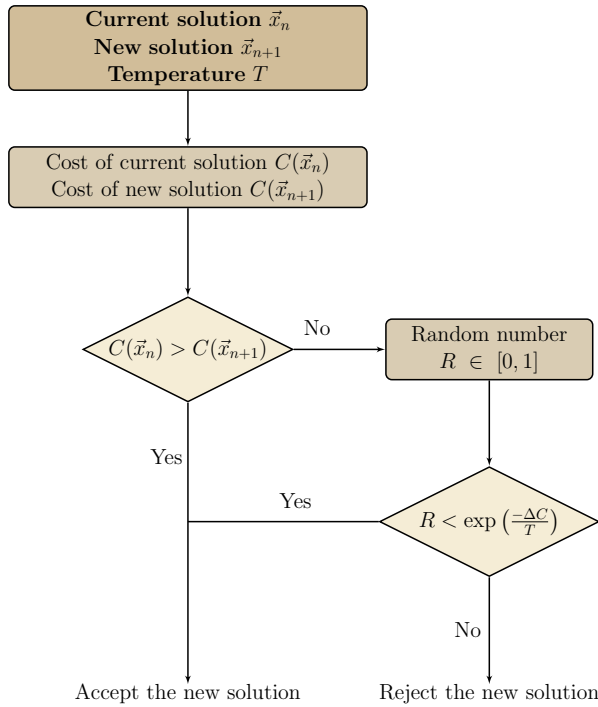 Current solution $\vec{x}_n$
New solution $\vec{x}_{n+1}$
Temperature $T$
Cost of current solution $C(\vec{x}_n)$
Cost of new solution $C(\vec{x}_{n+1})$
$C(\vec{x}_n) > C(\vec{x}_{n+1})$
No
Random number
$R \in [0, 1]$
Yes
Yes
$R < \exp\left(\frac{-\Delta C}{T}\right)$
No
Accept the new solution
Reject the new solution